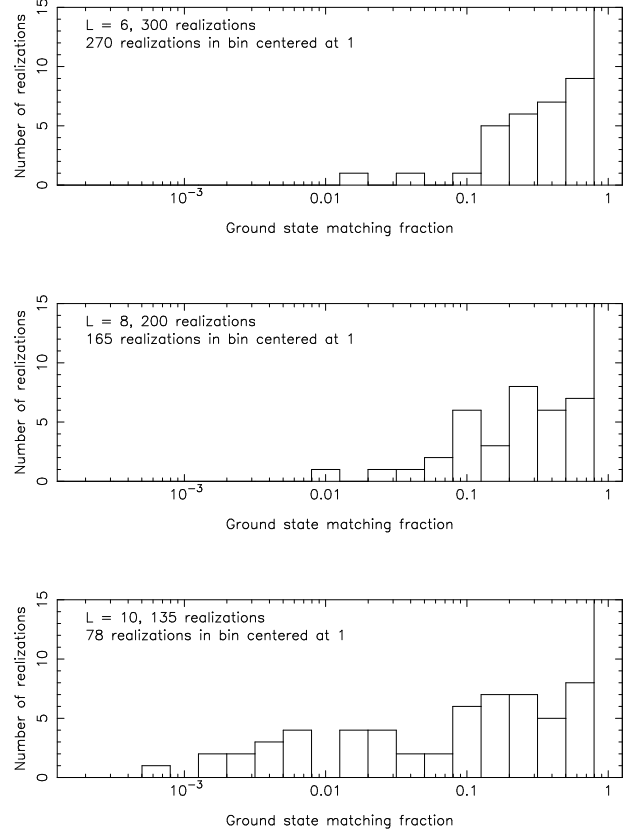 L = 6, 300 realizations
270 realizations in bin centered at 1
Number of realizations
15
10
5
0
10⁻³ 0.01 0.1 1
Ground state matching fraction
L = 8, 200 realizations
165 realizations in bin centered at 1
Number of realizations
15
10
5
0
10⁻³ 0.01 0.1 1
Ground state matching fraction
L = 10, 135 realizations
78 realizations in bin centered at 1
Number of realizations
15
10
5
0
10⁻³ 0.01 0.1 1
Ground state matching fraction